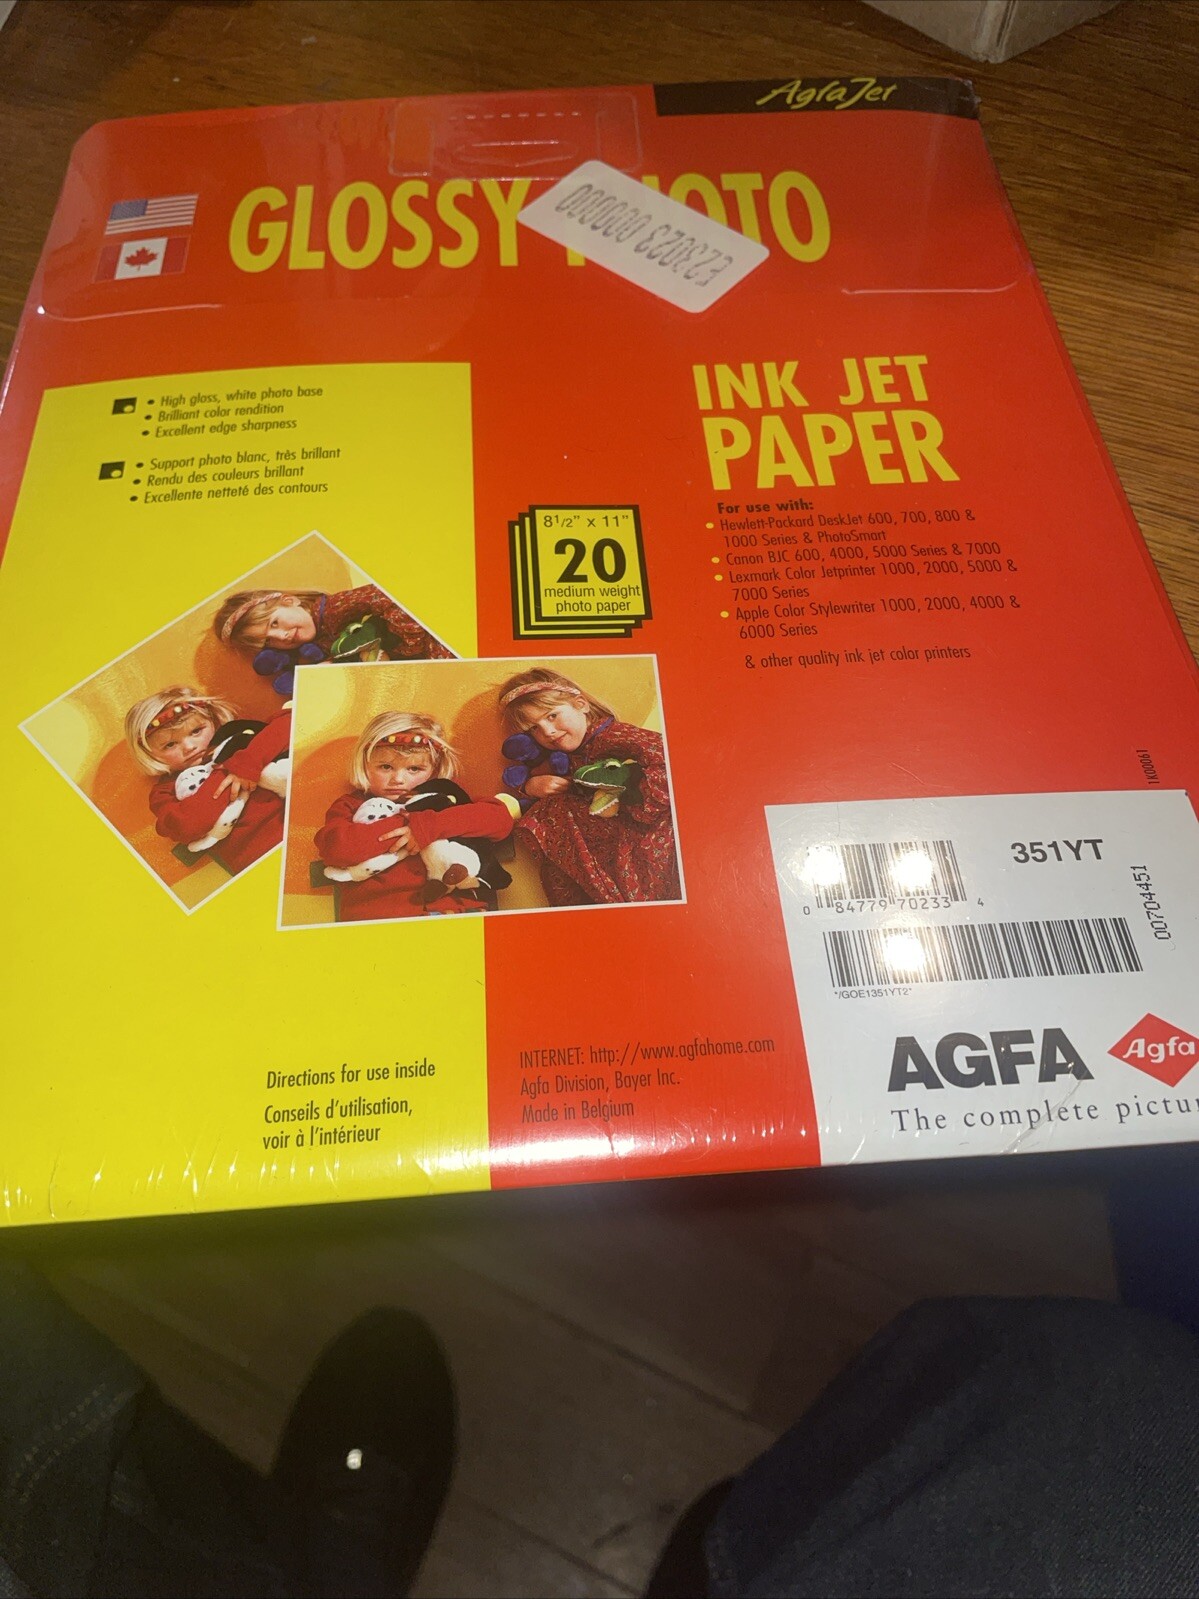 AgfaJet
GLOSSY PHOTO
EZ3023 000000
INK JET
PAPER
• High gloss, white photo base
• Brilliant color rendition
• Excellent edge sharpness
• Support photo blanc, très brillant
• Rendu des couleurs brillant
• Excellente netteté des contours
8 1/2" x 11"
20
medium weight
photo paper
For use with:
• Hewlett-Packard DeskJet 600, 700, 800 &
1000 Series & PhotoSmart
• Canon BJC 600, 4000, 5000 Series & 7000
• Lexmark Color Jetprinter 1000, 2000, 5000 &
7000 Series
• Apple Color Stylewriter 1000, 2000, 4000 &
6000 Series
& other quality ink jet color printers
1K00061
351YT
0 84779 70233 4
00704451
*/GOE1351YT2*
AGFA
Agfa
The complete pictur
Directions for use inside
Conseils d'utilisation,
voir à l'intérieur
INTERNET: http://www.agfahome.com
Agfa Division, Bayer Inc.
Made in Belgium